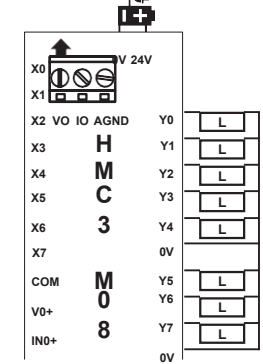 0V 24V
X0
X1
X2 VO IO AGND Y0 L
X3 H Y1 L
X4 M Y2 L
X5 C Y3 L
X6 3 Y4 L
X7 0V
COM M Y5 L
V0+ 0 Y6 L
IN0+ 8 Y7 L
0V